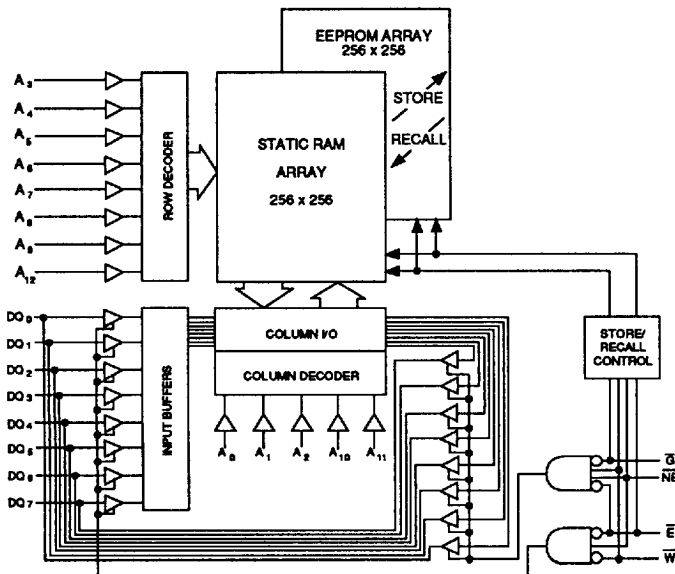 EEPROM ARRAY
256 x 256
STORE
RECALL
STATIC RAM
ARRAY
256 x 256
A3
A4
A5
A6
A7
A8
A9
A12
ROW DECODER
DQ0
DQ1
DQ2
DQ3
DQ4
DQ5
DQ6
DQ7
INPUT BUFFERS
COLUMN I/O
COLUMN DECODER
A0 A1 A2 A10 A11
STORE/
RECALL
CONTROL
G̅
N̅E̅
E̅
W̅